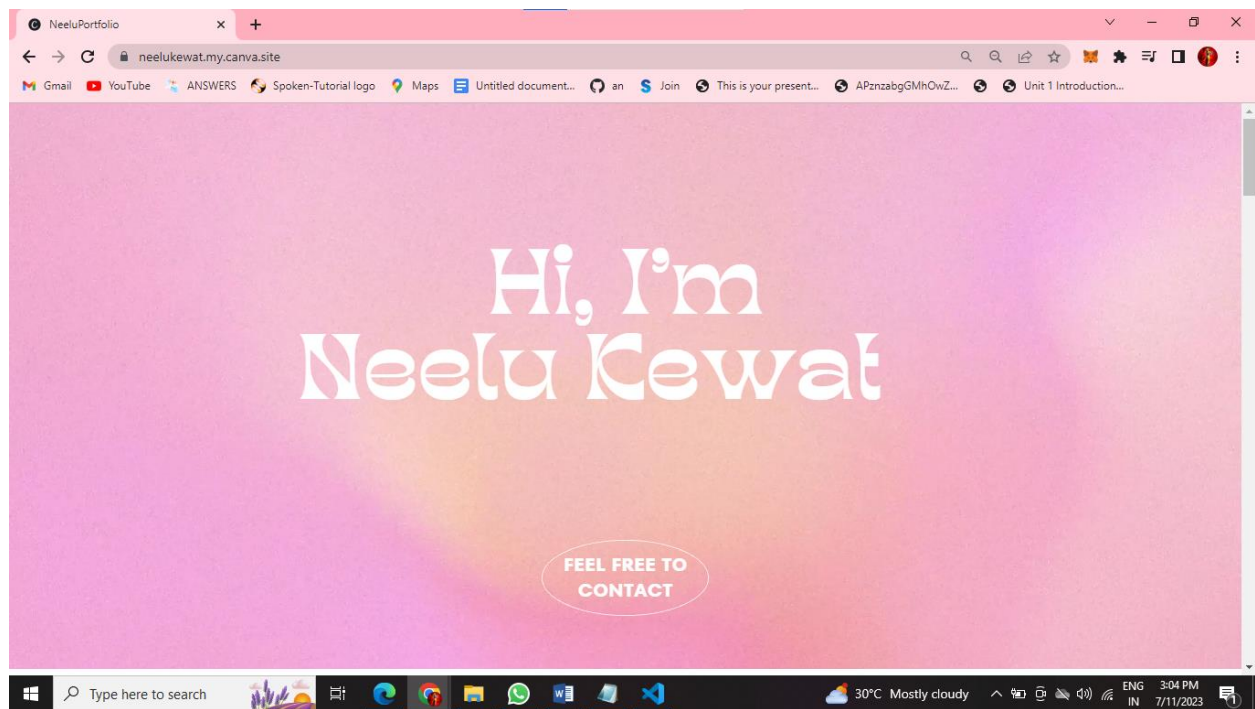 NeeluPortfolio
neelukewat.my.canva.site
Gmail YouTube ANSWERS Spoken-Tutorial logo Maps Untitled document... an Join This is your present... APznzabgGMhOwZ... Unit 1 Introduction...
Hi, I'm
Neelu Kewat
FEEL FREE TO
CONTACT
Type here to search
30°C Mostly cloudy
ENG
IN
3:04 PM
7/11/2023